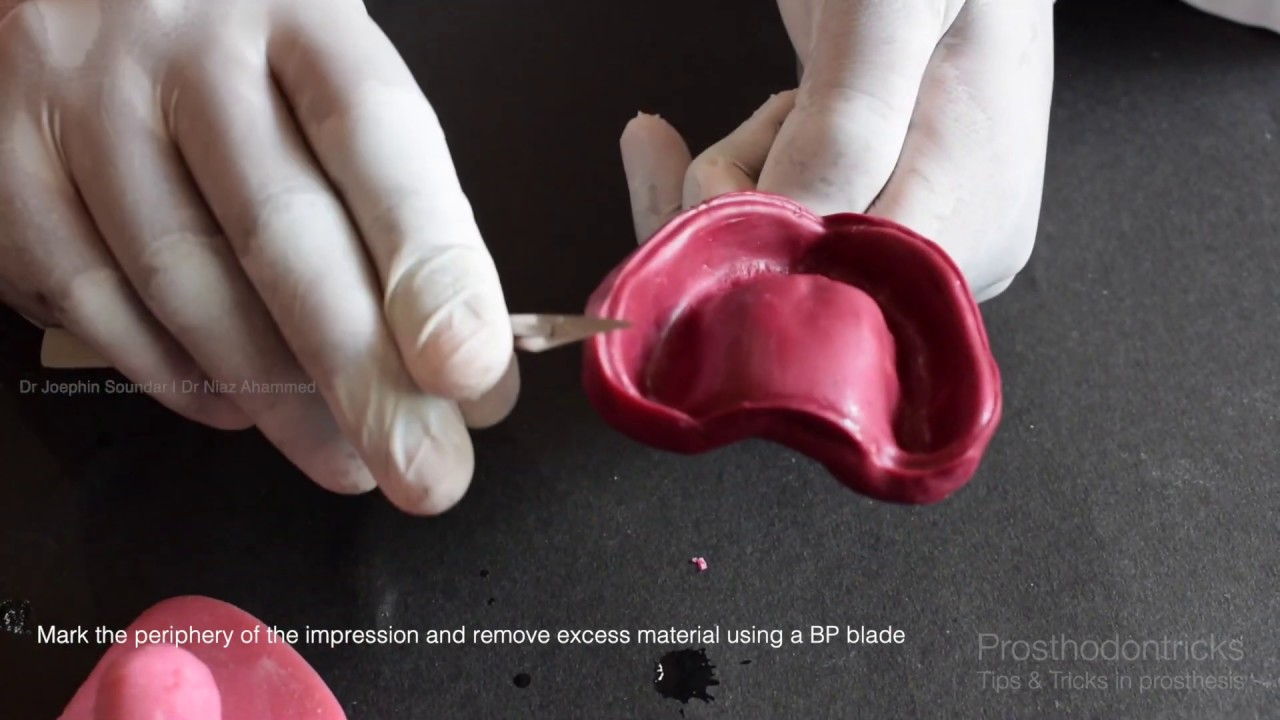 Dr Joephin Soundar | Dr Niaz Ahammed
Mark the periphery of the impression and remove excess material using a BP blade
Prosthodontricks
Tips & Tricks in prosthesis